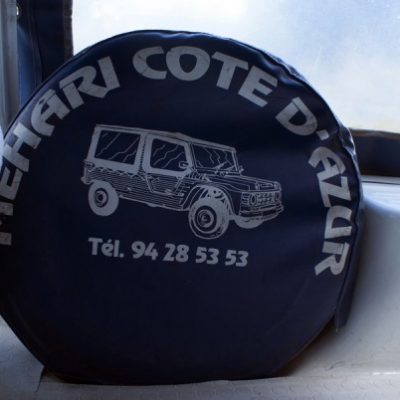 MEHARI COTE D'AZUR
Tél. 94 28 53 53